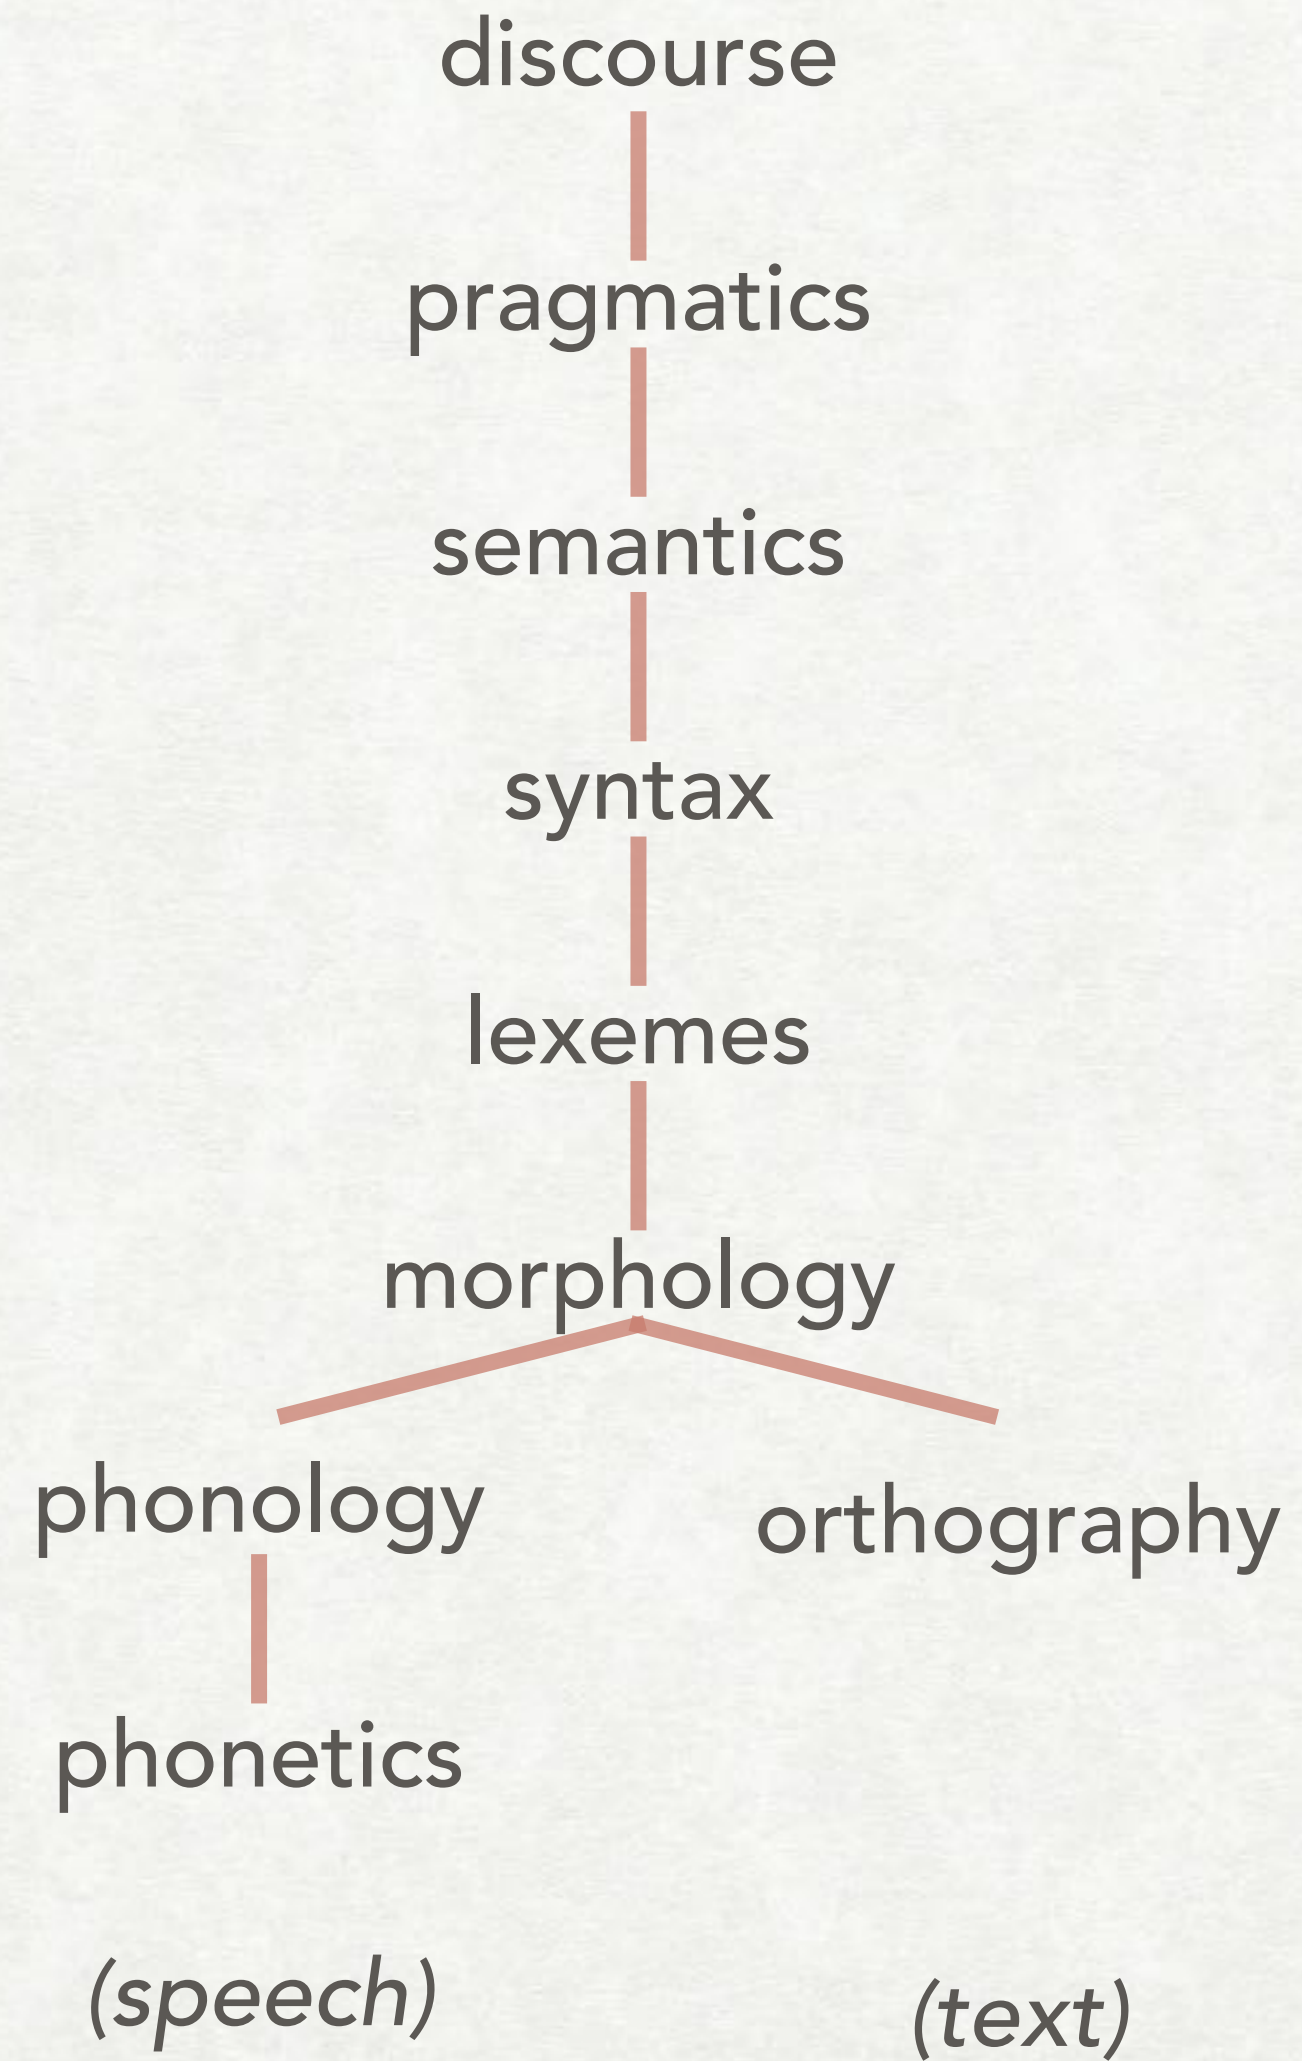 discourse
pragmatics
semantics
syntax
lexemes
morphology
phonology
orthography
phonetics
(speech)
(text)